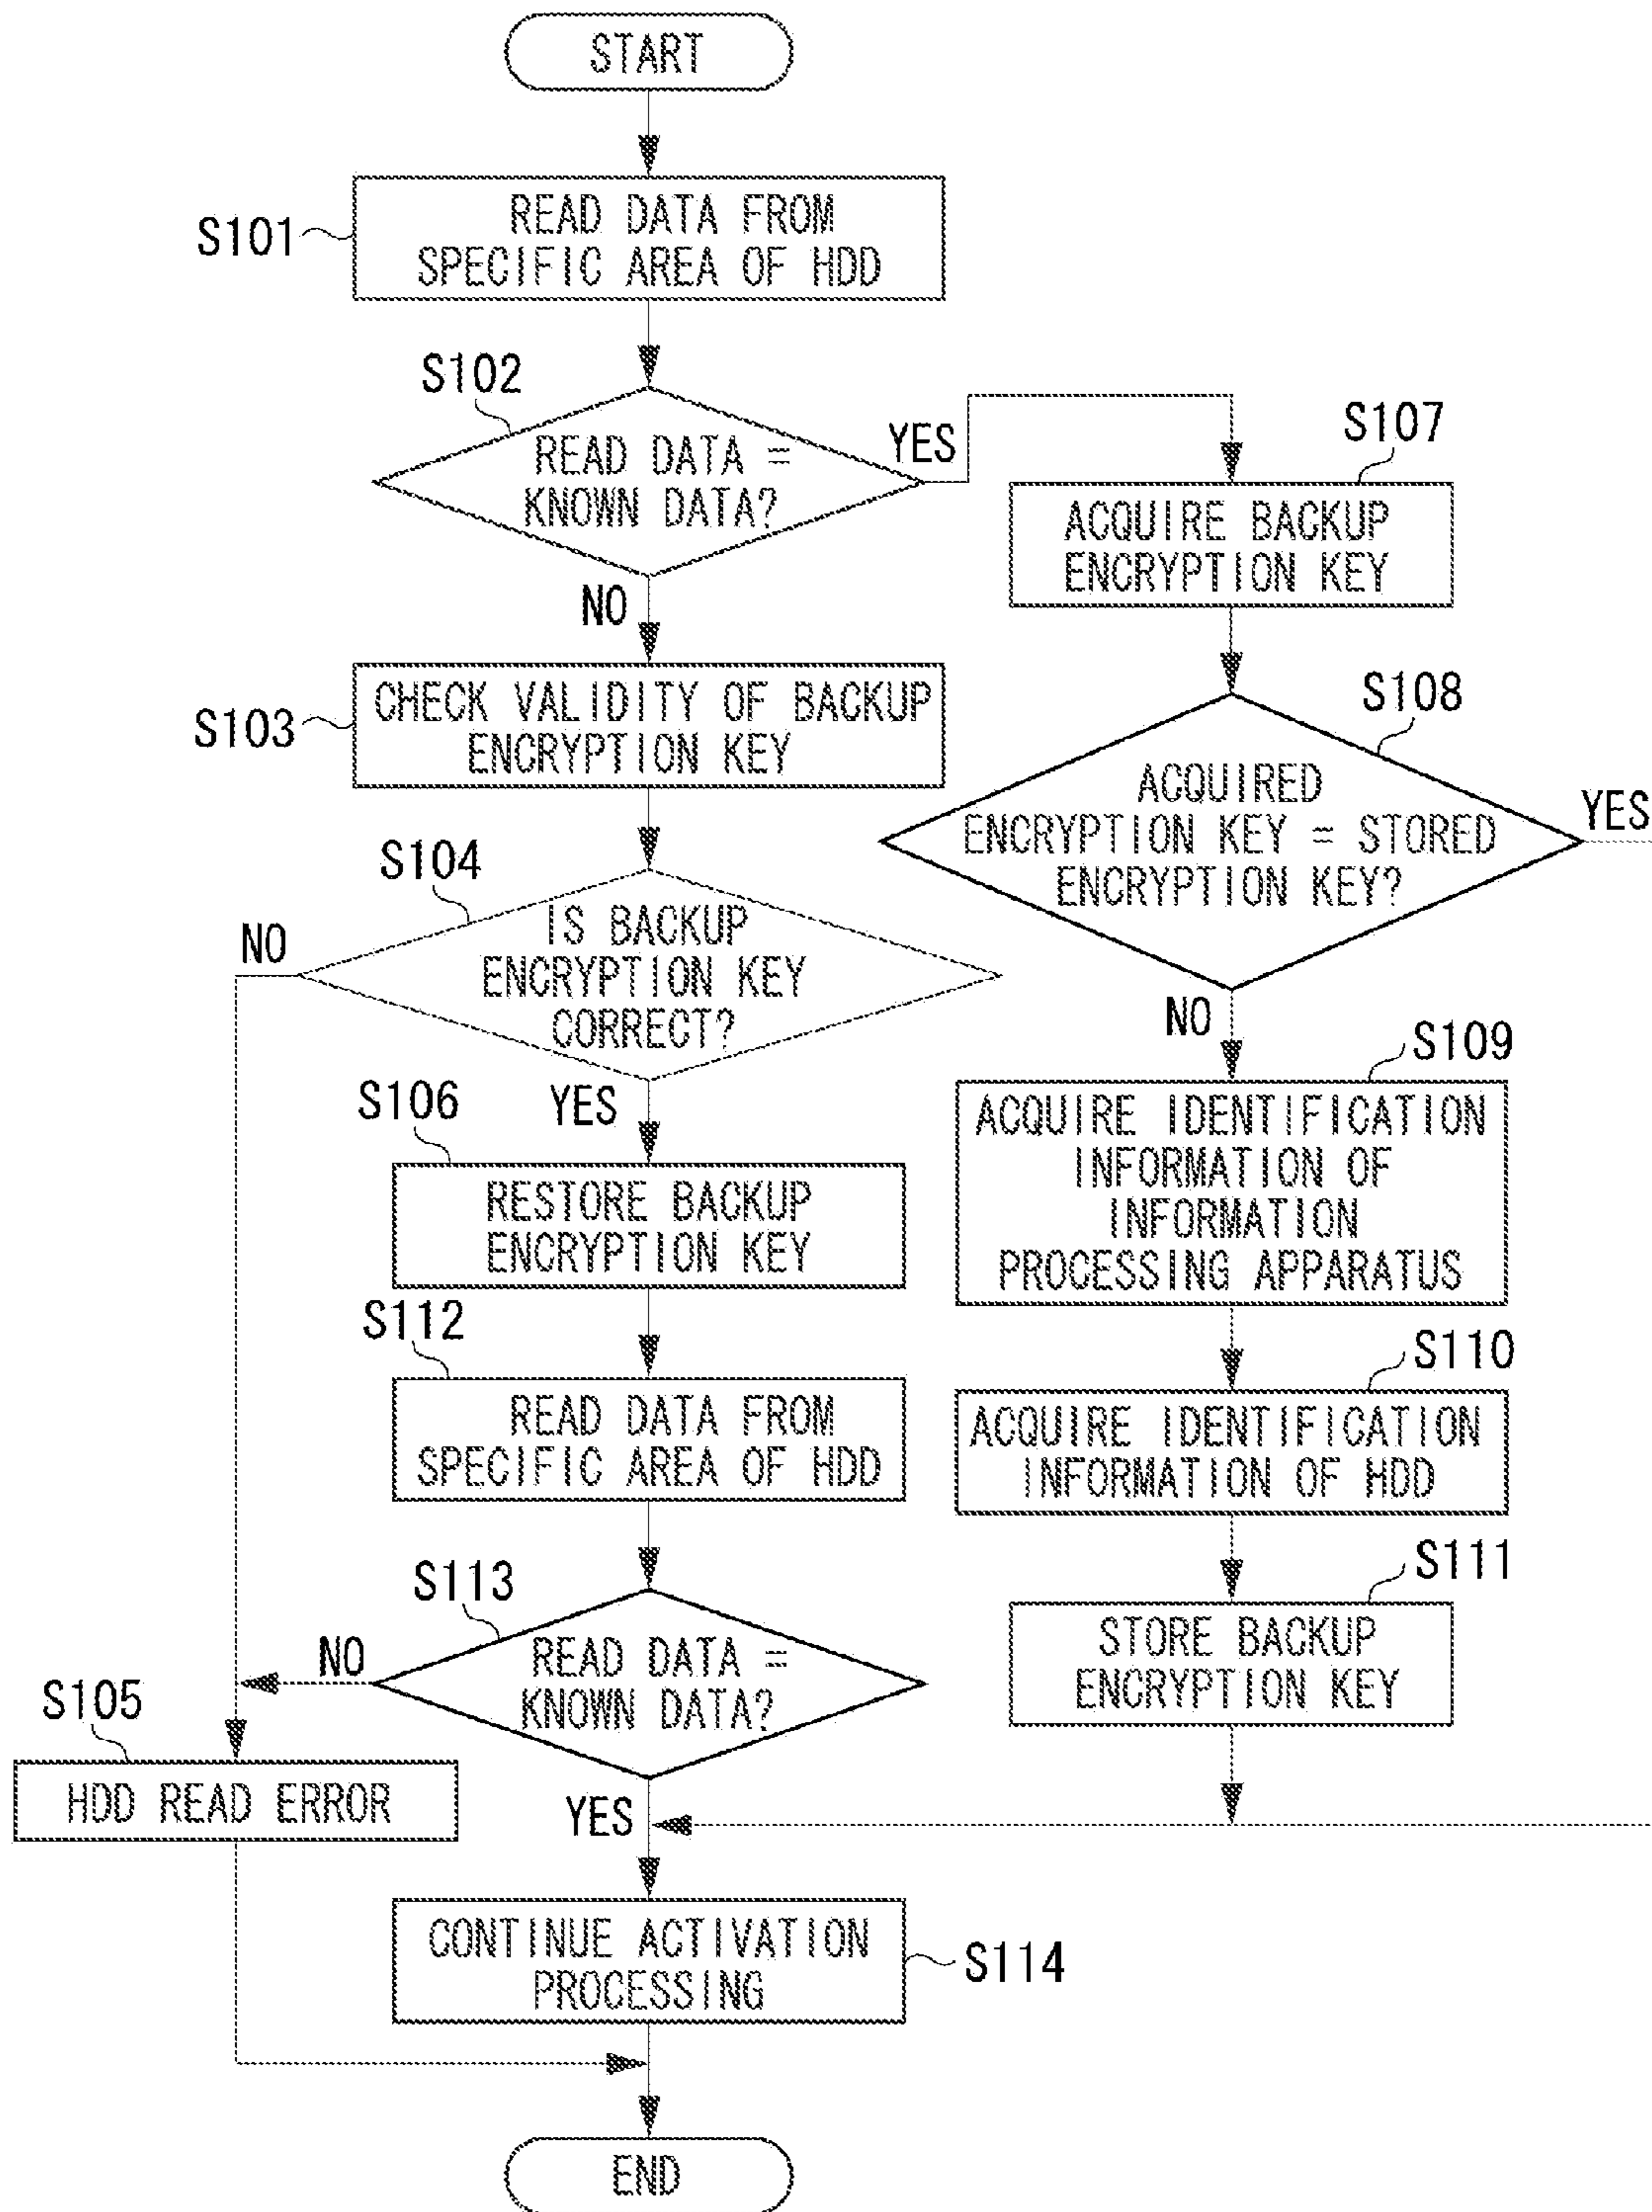 START
S101
READ DATA FROM
SPECIFIC AREA OF HDD
S102
READ DATA =
KNOWN DATA?
YES
NO
S103
CHECK VALIDITY OF BACKUP
ENCRYPTION KEY
S104
IS BACKUP
ENCRYPTION KEY
CORRECT?
NO
YES
S106
RESTORE BACKUP
ENCRYPTION KEY
S112
READ DATA FROM
SPECIFIC AREA OF HDD
S113
READ DATA =
KNOWN DATA?
NO
YES
S105
HDD READ ERROR
S107
ACQUIRE BACKUP
ENCRYPTION KEY
S108
ACQUIRED
ENCRYPTION KEY = STORED
ENCRYPTION KEY?
YES
NO
S109
ACQUIRE IDENTIFICATION
INFORMATION OF
INFORMATION
PROCESSING APPARATUS
S110
ACQUIRE IDENTIFICATION
INFORMATION OF HDD
S111
STORE BACKUP
ENCRYPTION KEY
CONTINUE ACTIVATION
PROCESSING
S114
END